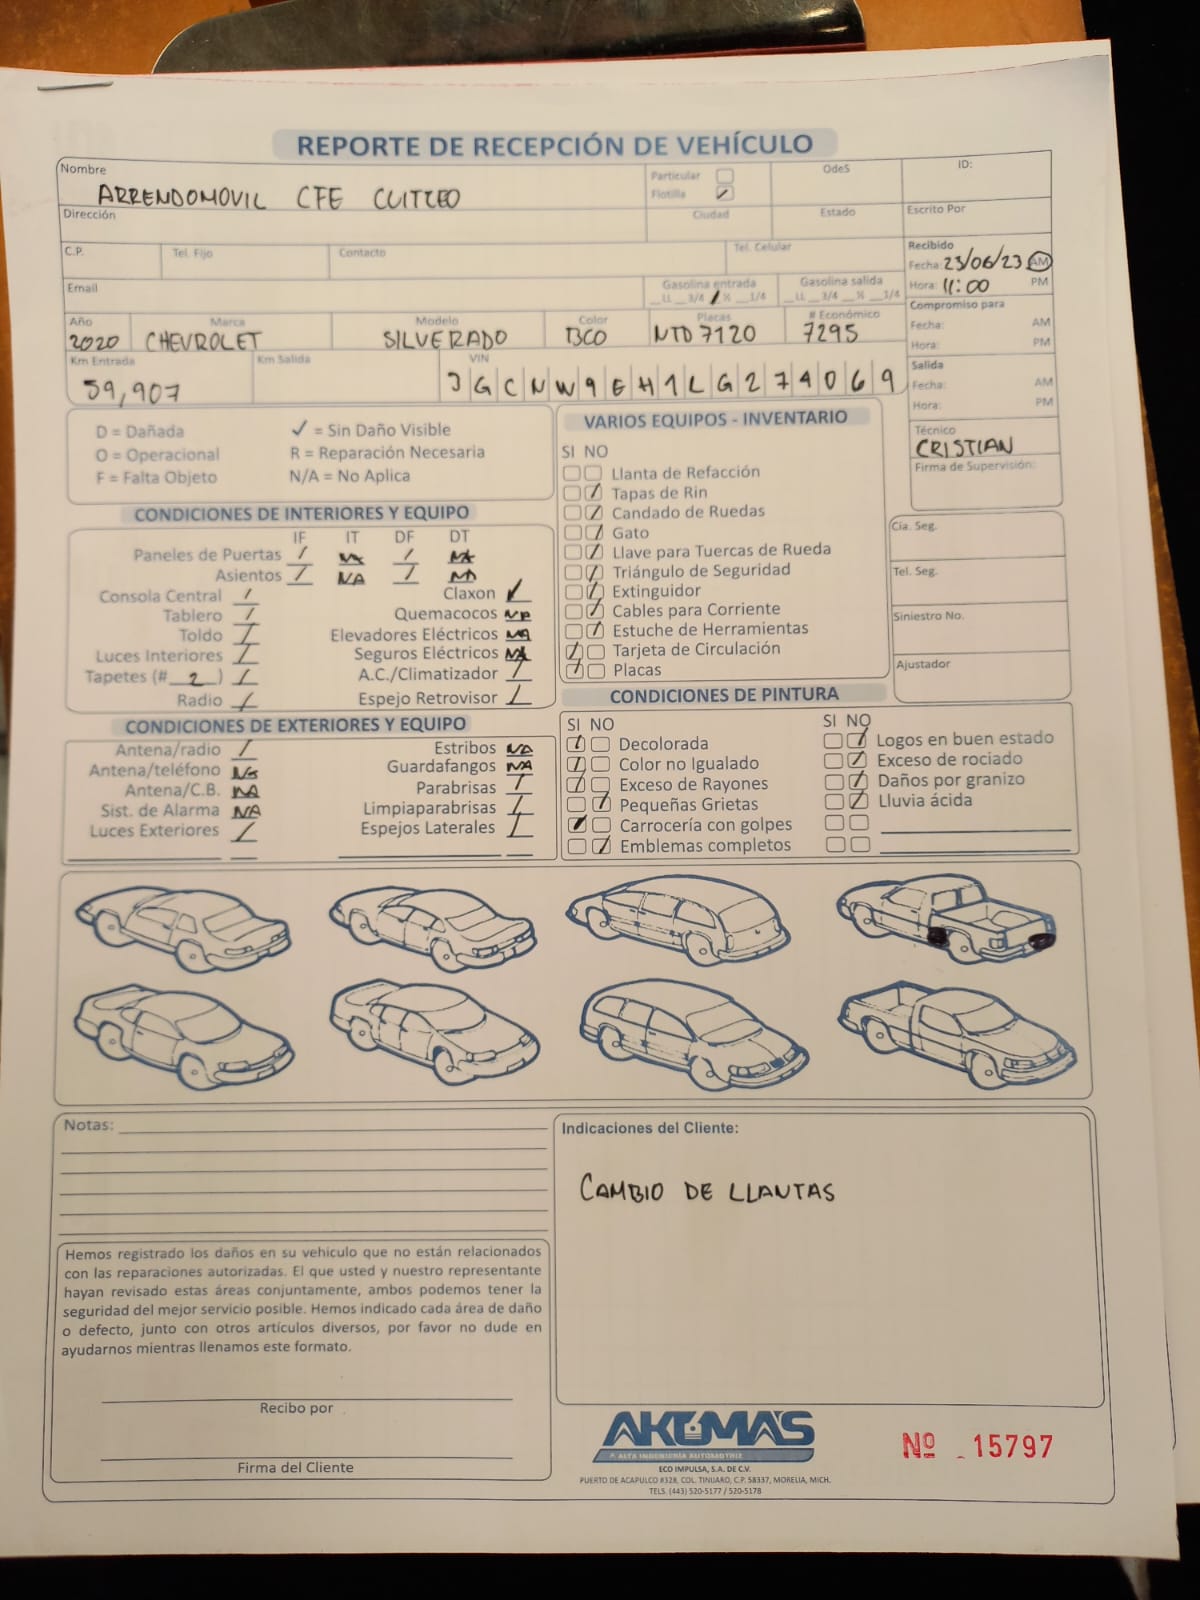 REPORTE DE RECEPCIÓN DE VEHÍCULO
Nombre
ARRENDOMOVIL CFE CUITZEO
Particular
Flotilla ✓
OdeS
ID:
Dirección
Ciudad
Estado
Escrito Por
C.P.
Tel. Fijo
Contacto
Tel. Celular
Recibido
Fecha: 23/06/23 AM
Hora: 11:00 PM
Email
Gasolina entrada
__LL __3/4 / ½ __1/4
Gasolina salida
__LL __3/4 __½ __1/4
Compromiso para
Fecha: AM
Hora: PM
Año 2020
Marca CHEVROLET
Modelo SILVERADO
Color BCO
Placas NTD 7120
# Económico 7295
Km Entrada 59,907
Km Salida
VIN 3GCNW9EH1LG274069
Salida
Fecha: AM
Hora: PM
Técnico
CRISTIAN
Firma de Supervisión:
D = Dañada ✓ = Sin Daño Visible
O = Operacional R = Reparación Necesaria
F = Falta Objeto N/A = No Aplica
CONDICIONES DE INTERIORES Y EQUIPO
IF IT DF DT
Paneles de Puertas / NA / NA
Asientos / NA / NA
Consola Central /
Claxon ✓
Tablero /
Quemacocos NA
Toldo /
Elevadores Eléctricos NA
Luces Interiores /
Seguros Eléctricos NA
Tapetes (# 2 ) /
A.C./Climatizador /
Radio /
Espejo Retrovisor /
CONDICIONES DE EXTERIORES Y EQUIPO
Antena/radio /
Estribos NA
Antena/teléfono NA
Guardafangos NA
Antena/C.B. NA
Parabrisas /
Sist. de Alarma NA
Limpiaparabrisas /
Luces Exteriores /
Espejos Laterales /
VARIOS EQUIPOS - INVENTARIO
SI NO
Llanta de Refacción
Tapas de Rin
Candado de Ruedas
Gato
Llave para Tuercas de Rueda
Triángulo de Seguridad
Extinguidor
Cables para Corriente
Estuche de Herramientas
Tarjeta de Circulación
Placas
Cía. Seg.
Tel. Seg.
Siniestro No.
Ajustador
CONDICIONES DE PINTURA
SI NO
Decolorada
Color no Igualado
Exceso de Rayones
Pequeñas Grietas
Carrocería con golpes
Emblemas completos
SI NO
Logos en buen estado
Exceso de rociado
Daños por granizo
Lluvia ácida
Notas:
Indicaciones del Cliente:
CAMBIO DE LLANTAS
Hemos registrado los daños en su vehiculo que no están relacionados
con las reparaciones autorizadas. El que usted y nuestro representante
hayan revisado estas áreas conjuntamente, ambos podemos tener la
seguridad del mejor servicio posible. Hemos indicado cada área de daño
o defecto, junto con otros artículos diversos, por favor no dude en
ayudarnos mientras llenamos este formato.
Recibo por
Firma del Cliente
AKUMA'S
ALTA INGENIERÍA AUTOMOTRIZ
ECO IMPULSA, S.A. DE C.V.
PUERTO DE ACAPULCO #328, COL. TINIJARO, C.P. 58337, MORELIA, MICH.
TELS. (443) 520-5177 / 520-5178
Nº 15797